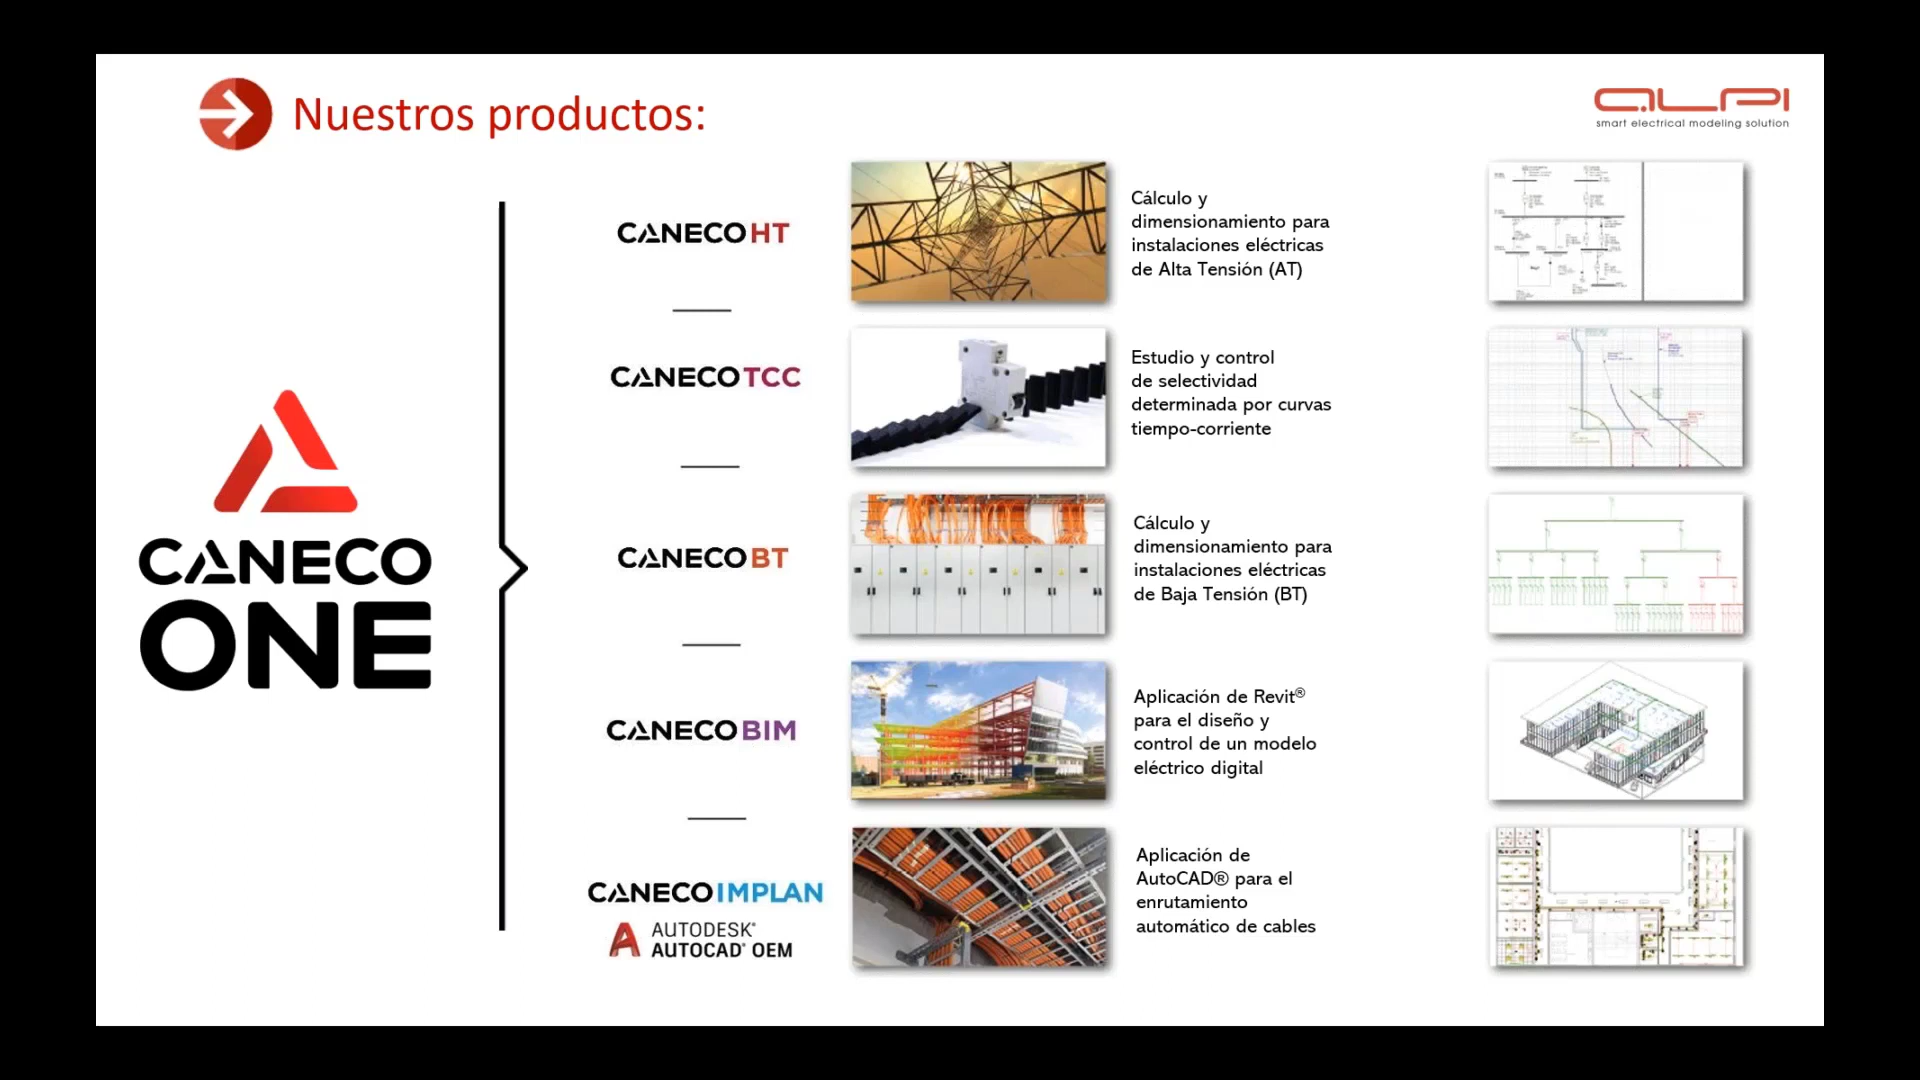 Nuestros productos:
ALPI
smart electrical modeling solution
CANECO
ONE
CANECO HT
Cálculo y
dimensionamiento para
instalaciones eléctricas
de Alta Tensión (AT)
CANECO TCC
Estudio y control
de selectividad
determinada por curvas
tiempo-corriente
CANECO BT
Cálculo y
dimensionamiento para
instalaciones eléctricas
de Baja Tensión (BT)
CANECO BIM
Aplicación de Revit®
para el diseño y
control de un modelo
eléctrico digital
CANECO IMPLAN
AUTODESK®
AUTOCAD® OEM
Aplicación de
AutoCAD® para el
enrutamiento
automático de cables